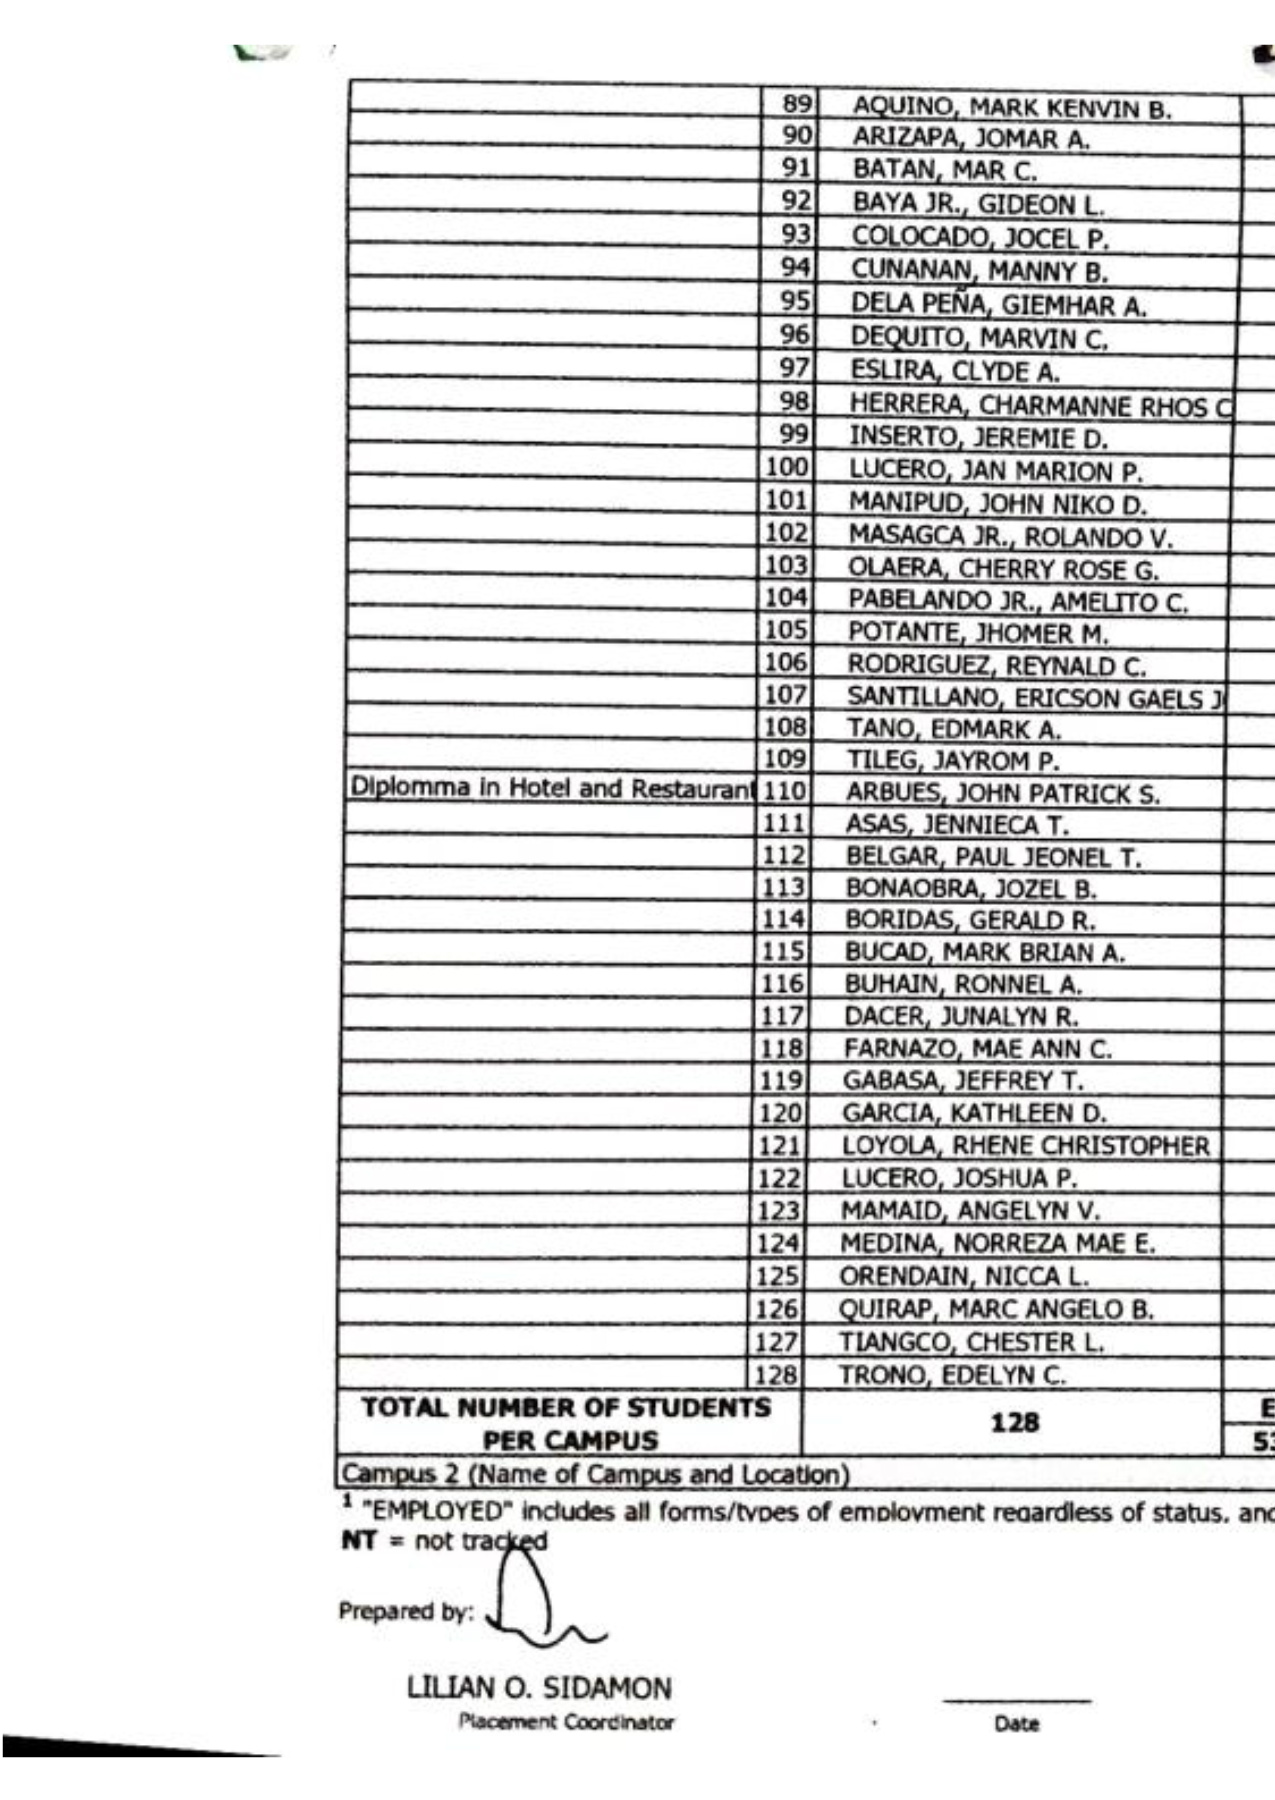 89 AQUINO, MARK KENVIN B.
90 ARIZAPA, JOMAR A.
91 BATAN, MAR C.
92 BAYA JR., GIDEON L.
93 COLOCADO, JOCEL P.
94 CUNANAN, MANNY B.
95 DELA PEÑA, GIEMHAR A.
96 DEQUITO, MARVIN C.
97 ESLIRA, CLYDE A.
98 HERRERA, CHARMANNE RHOS C
99 INSERTO, JEREMIE D.
100 LUCERO, JAN MARION P.
101 MANIPUD, JOHN NIKO D.
102 MASAGCA JR., ROLANDO V.
103 OLAERA, CHERRY ROSE G.
104 PABELANDO JR., AMELITO C.
105 POTANTE, JHOMER M.
106 RODRIGUEZ, REYNALD C.
107 SANTILLANO, ERICSON GAELS J
108 TANO, EDMARK A.
109 TILEG, JAYROM P.
Diplomma in Hotel and Restaurant 110 ARBUES, JOHN PATRICK S.
111 ASAS, JENNIECA T.
112 BELGAR, PAUL JEONEL T.
113 BONAOBRA, JOZEL B.
114 BORIDAS, GERALD R.
115 BUCAD, MARK BRIAN A.
116 BUHAIN, RONNEL A.
117 DACER, JUNALYN R.
118 FARNAZO, MAE ANN C.
119 GABASA, JEFFREY T.
120 GARCIA, KATHLEEN D.
121 LOYOLA, RHENE CHRISTOPHER
122 LUCERO, JOSHUA P.
123 MAMAID, ANGELYN V.
124 MEDINA, NORREZA MAE E.
125 ORENDAIN, NICCA L.
126 QUIRAP, MARC ANGELO B.
127 TIANGCO, CHESTER L.
128 TRONO, EDELYN C.
TOTAL NUMBER OF STUDENTS
PER CAMPUS
128
E
53
Campus 2 (Name of Campus and Location)
1 "EMPLOYED" includes all forms/types of employment regardless of status, and
NT = not tracked
Prepared by:
LILIAN O. SIDAMON
Placement Coordinator
Date